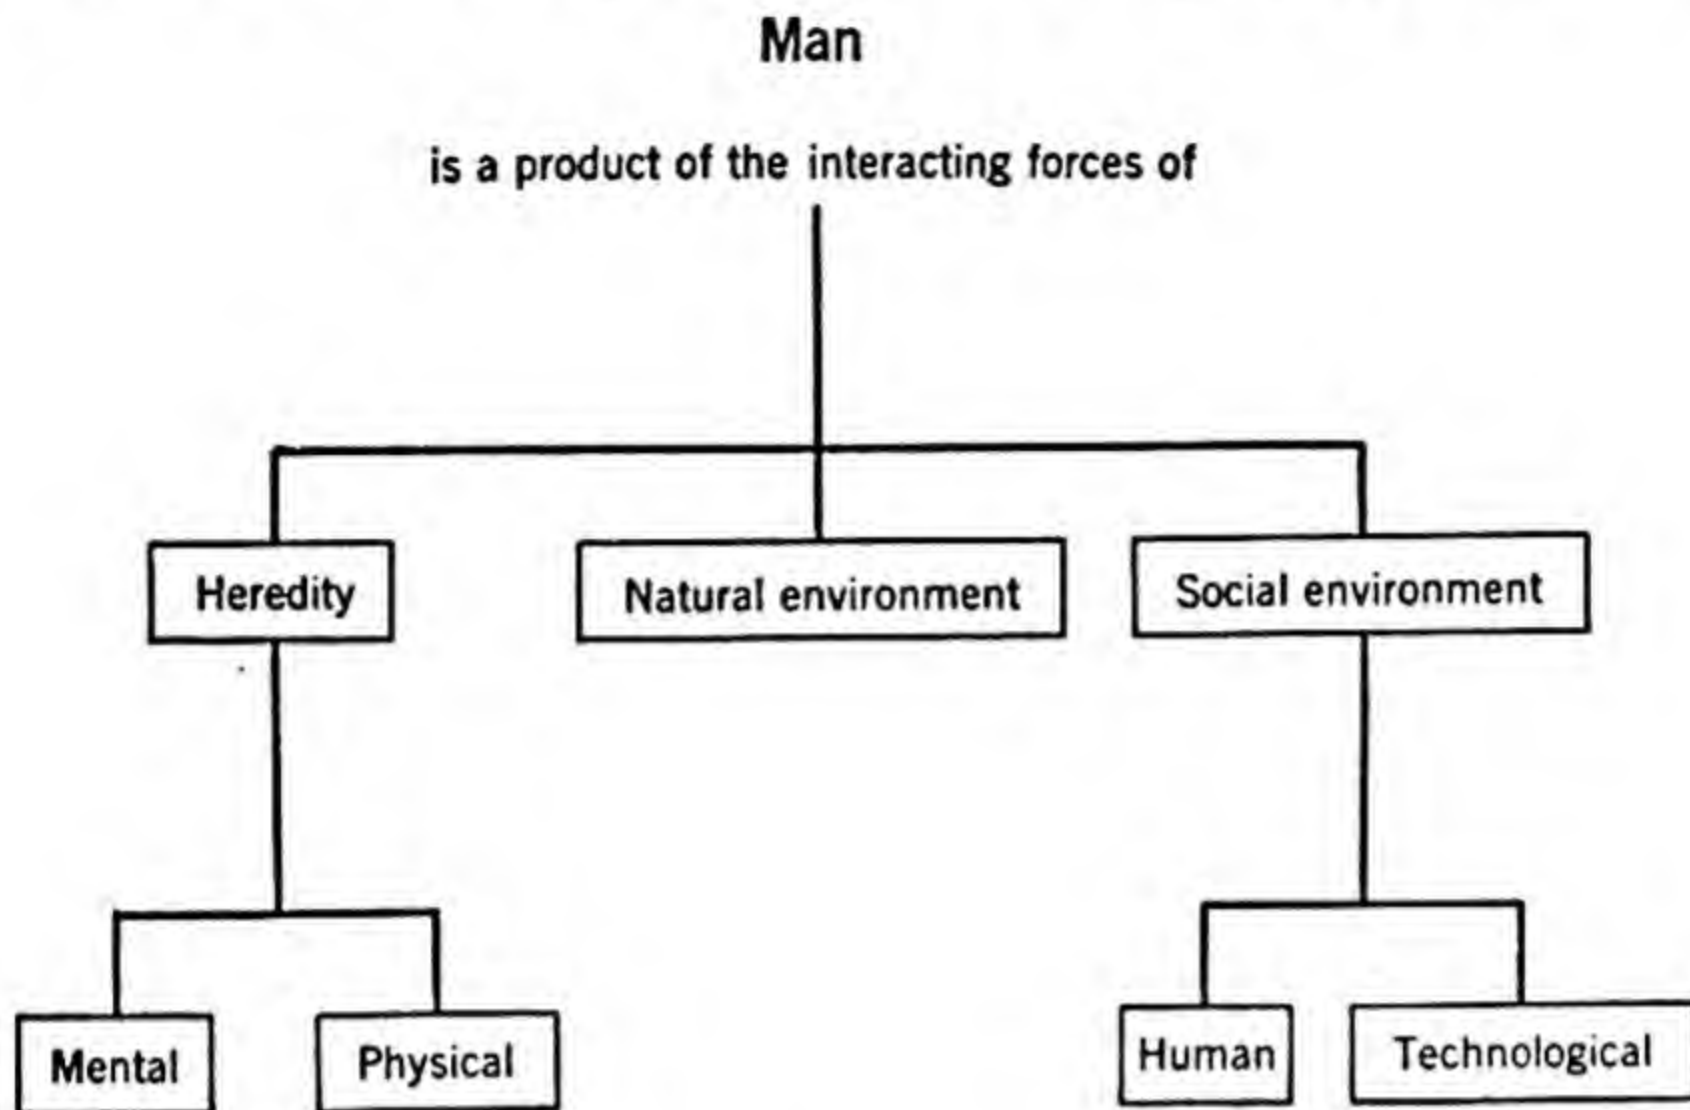 Man
is a product of the interacting forces of
Heredity
Natural environment
Social environment
Mental
Physical
Human
Technological